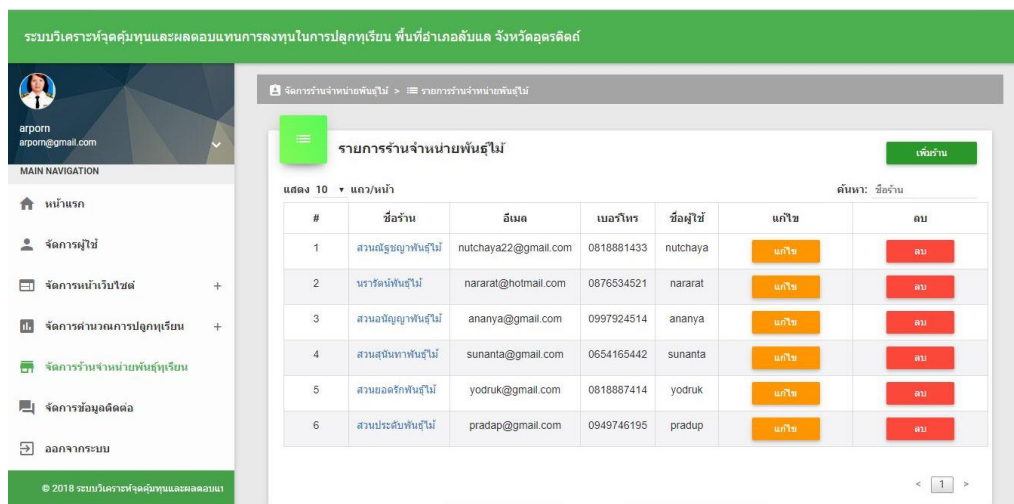 ระบบวิเคราะห์จุดคุ้มทุนและผลตอบแทนการลงทุนในการปลูกทุเรียน พื้นที่อำเภอลับแล จังหวัดอุตรดิตถ์
จัดการร้านจำหน่ายพันธุ์ไม้ > รายการร้านจำหน่ายพันธุ์ไม้
arporn
arporn@gmail.com
MAIN NAVIGATION
หน้าแรก
จัดการผู้ใช้
จัดการหน้าเว็บไซต์ +
จัดการคำนวณการปลูกทุเรียน +
จัดการร้านจำหน่ายพันธุ์ทุเรียน
จัดการข้อมูลติดต่อ
ออกจากระบบ
© 2018 ระบบวิเคราะห์จุดคุ้มทุนและผลตอบแท
รายการร้านจำหน่ายพันธุ์ไม้
เพิ่มร้าน
แสดง 10 แถว/หน้า ค้นหา: ชื่อร้าน
# ชื่อร้าน อีเมล เบอร์โทร ชื่อผู้ใช้ แก้ไข ลบ
1 สวนณัฐชญาพันธุ์ไม้ nutchaya22@gmail.com 0818881433 nutchaya แก้ไข ลบ
2 นรารัตน์พันธุ์ไม้ nararat@hotmail.com 0876534521 nararat แก้ไข ลบ
3 สวนอนัญญาพันธุ์ไม้ ananya@gmail.com 0997924514 ananya แก้ไข ลบ
4 สวนสุนันทาพันธุ์ไม้ sunanta@gmail.com 0654165442 sunanta แก้ไข ลบ
5 สวนยอดรักพันธุ์ไม้ yodruk@gmail.com 0818887414 yodruk แก้ไข ลบ
6 สวนประดับพันธุ์ไม้ pradap@gmail.com 0949746195 pradup แก้ไข ลบ
< 1 >